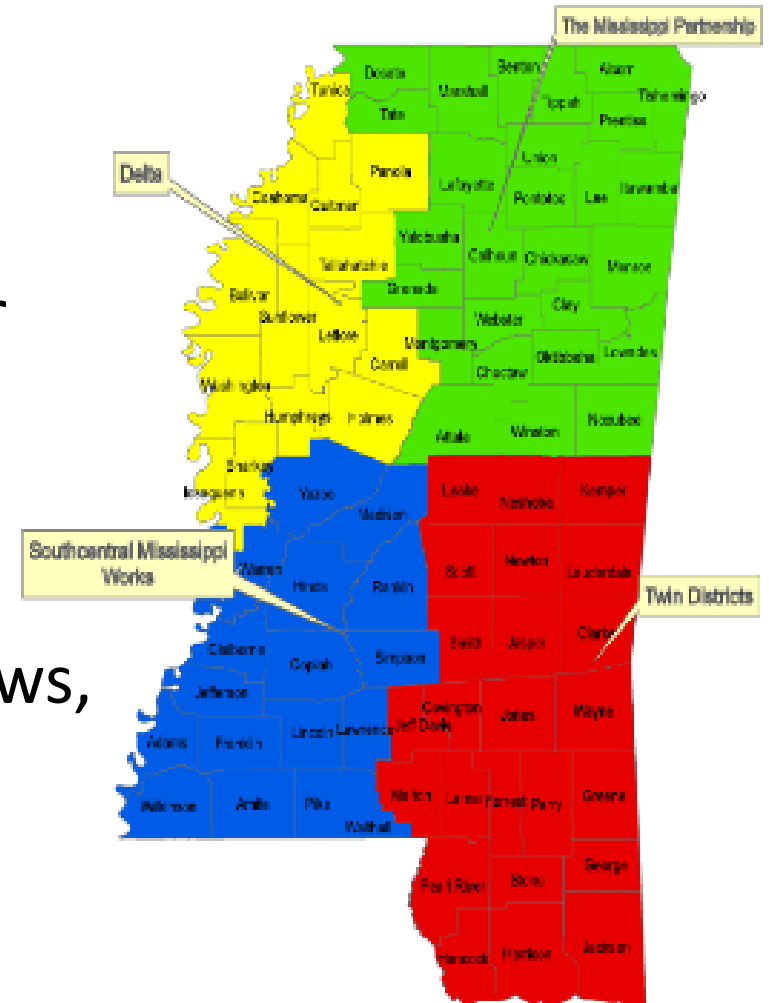 The Mississippi Partnership
Desoto
Benton
Alcorn
Tunica
Marshall
Tippah
Tishomingo
Tate
Prentiss
Delta
Panola
Union
Lafayette
Coahoma
Quitman
Pontotoc
Lee
Itawamba
Yalobusha
Calhoun
Chickasaw
Monroe
Tallahatchie
Grenada
Bolivar
Sunflower
Webster
Clay
Leflore
Carroll
Montgomery
Choctaw
Oktibbeha
Lowndes
Washington
Humphreys
Holmes
Attala
Winston
Noxubee
Sharkey
Issaquena
Yazoo
Madison
Leake
Neshoba
Kemper
Southcentral Mississippi
Works
Warren
Hinds
Rankin
Scott
Newton
Lauderdale
Twin Districts
Claiborne
Copiah
Simpson
Smith
Jasper
Clarke
ws,
Jefferson
Adams
Franklin
Lincoln
Lawrence
Jeff Davis
Covington
Jones
Wayne
Wilkinson
Amite
Pike
Walthall
Marion
Lamar
Forrest
Perry
Greene
Pearl River
Stone
George
Hancock
Harrison
Jackson